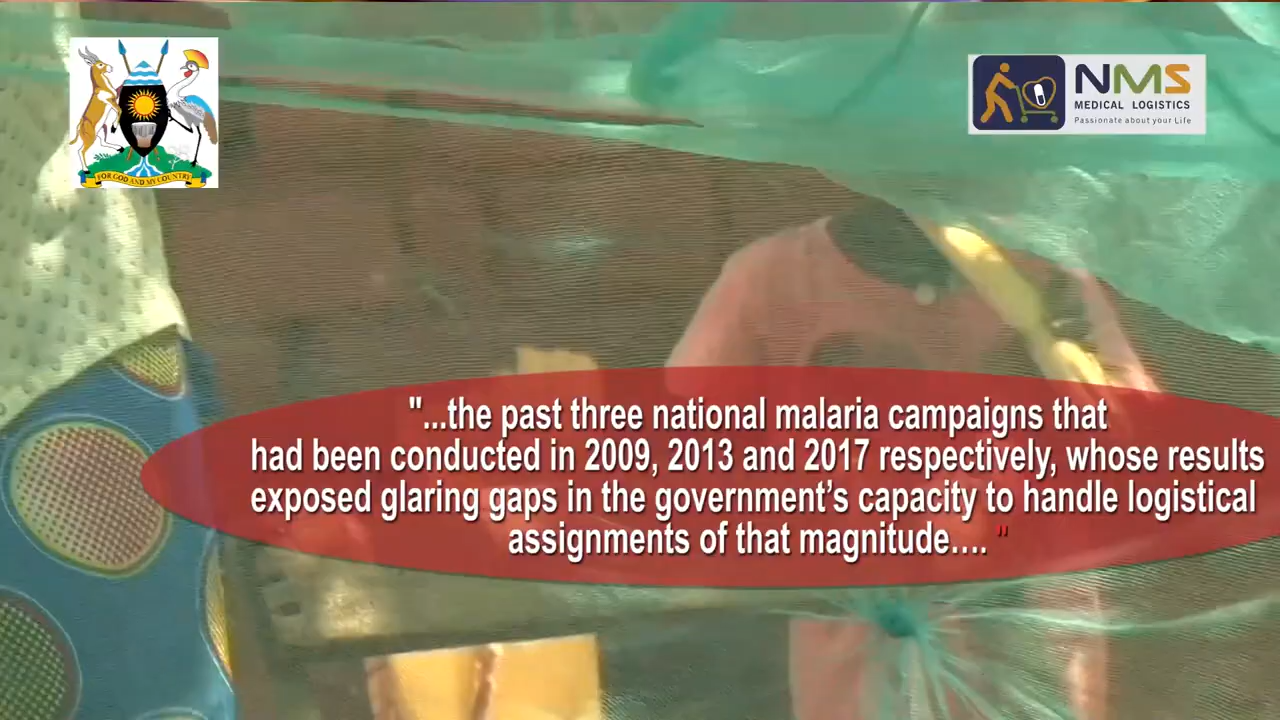 FOR GOD AND MY COUNTRY
NMS
MEDICAL LOGISTICS
Passionate about your Life
"...the past three national malaria campaigns that
had been conducted in 2009, 2013 and 2017 respectively, whose results
exposed glaring gaps in the government’s capacity to handle logistical
assignments of that magnitude.... "